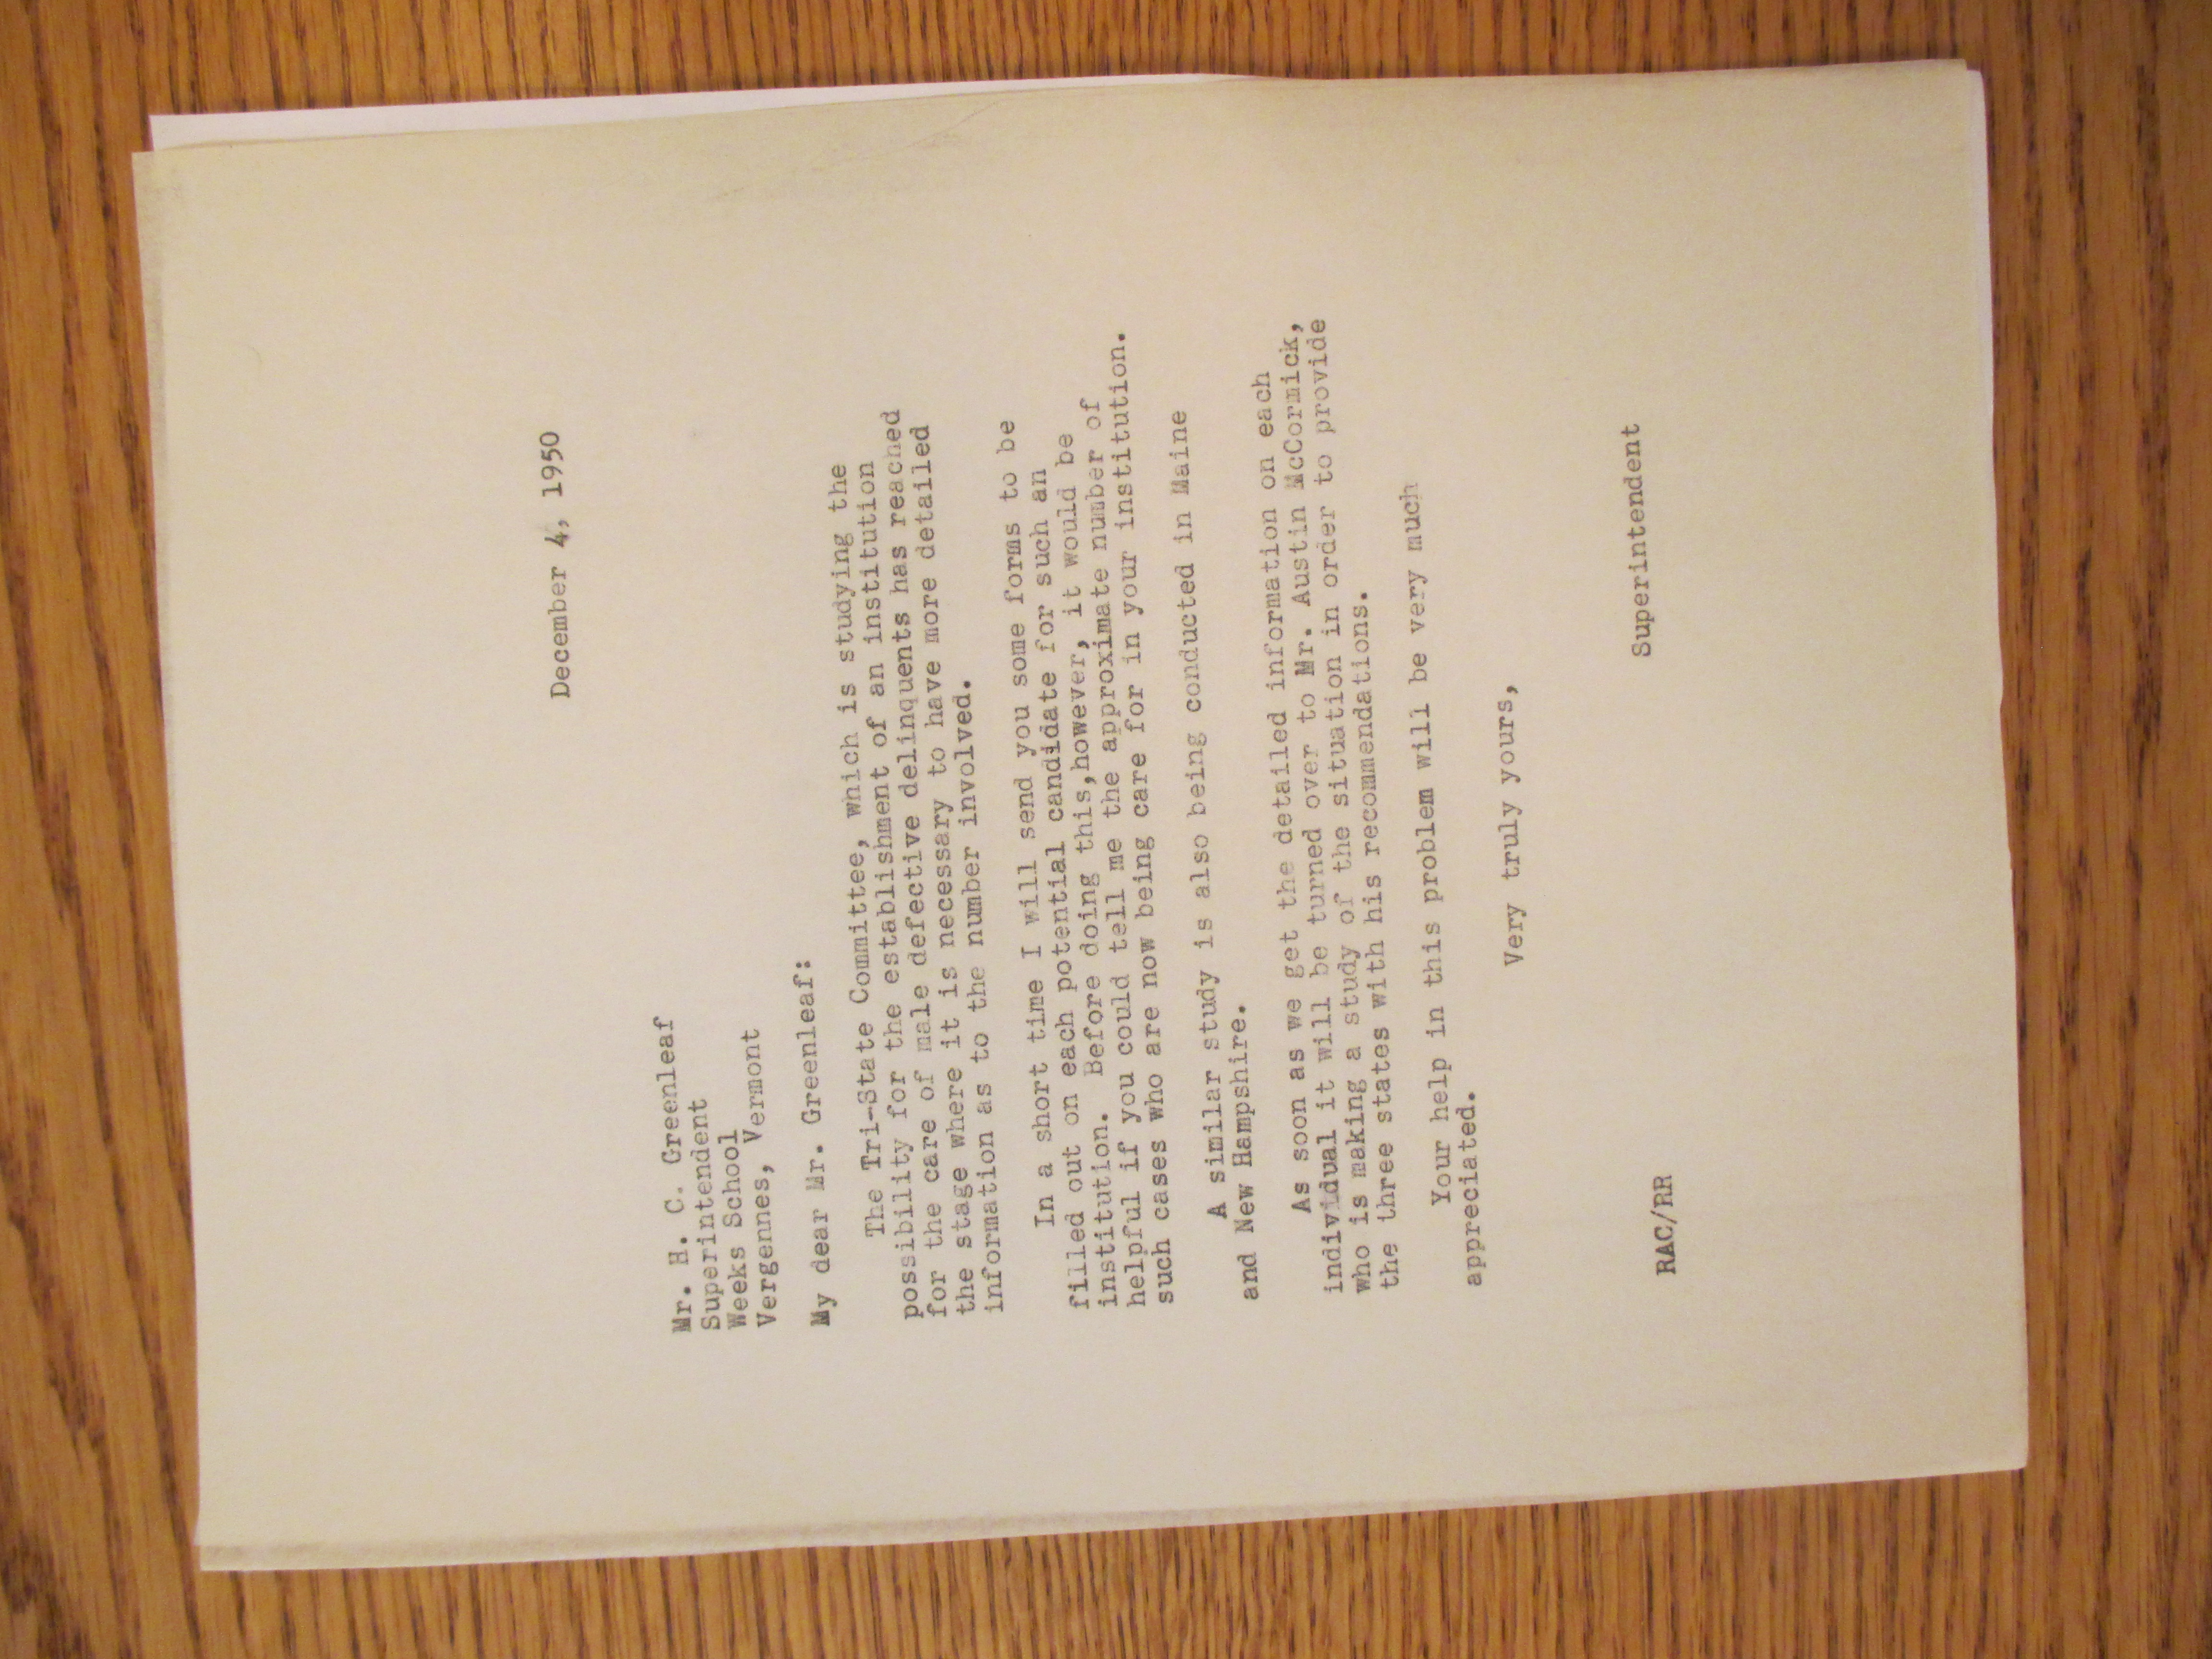 December 4, 1950
Mr. H. C. Greenleaf
Superintendent
Weeks School
Vergennes, Vermont
My dear Mr. Greenleaf:
The Tri-State Committee, which is studying the
possibility for the establishment of an institution
for the care of male defective delinquents has reached
the stage where it is necessary to have more detailed
information as to the number involved.
In a short time I will send you some forms to be
filled out on each potential candidate for such an
institution. Before doing this,however, it would be
helpful if you could tell me the approximate number of
such cases who are now being care for in your institution.
A similar study is also being conducted in Maine
and New Hampshire.
As soon as we get the detailed information on each
individual it will be turned over to Mr. Austin McCormick,
who is making a study of the situation in order to provide
the three states with his recommendations.
Your help in this problem will be very much
appreciated.
Very truly yours,
Superintendent
RAC/RR